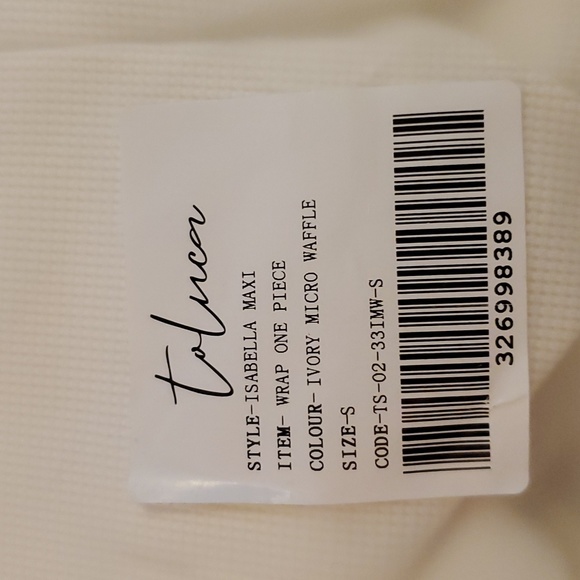 toluca
STYLE-ISABELLA MAXI
ITEM- WRAP ONE PIECE
COLOUR-IVORY MICRO WAFFLE
SIZE-S
CODE-TS-02-33IMW-S
326998389